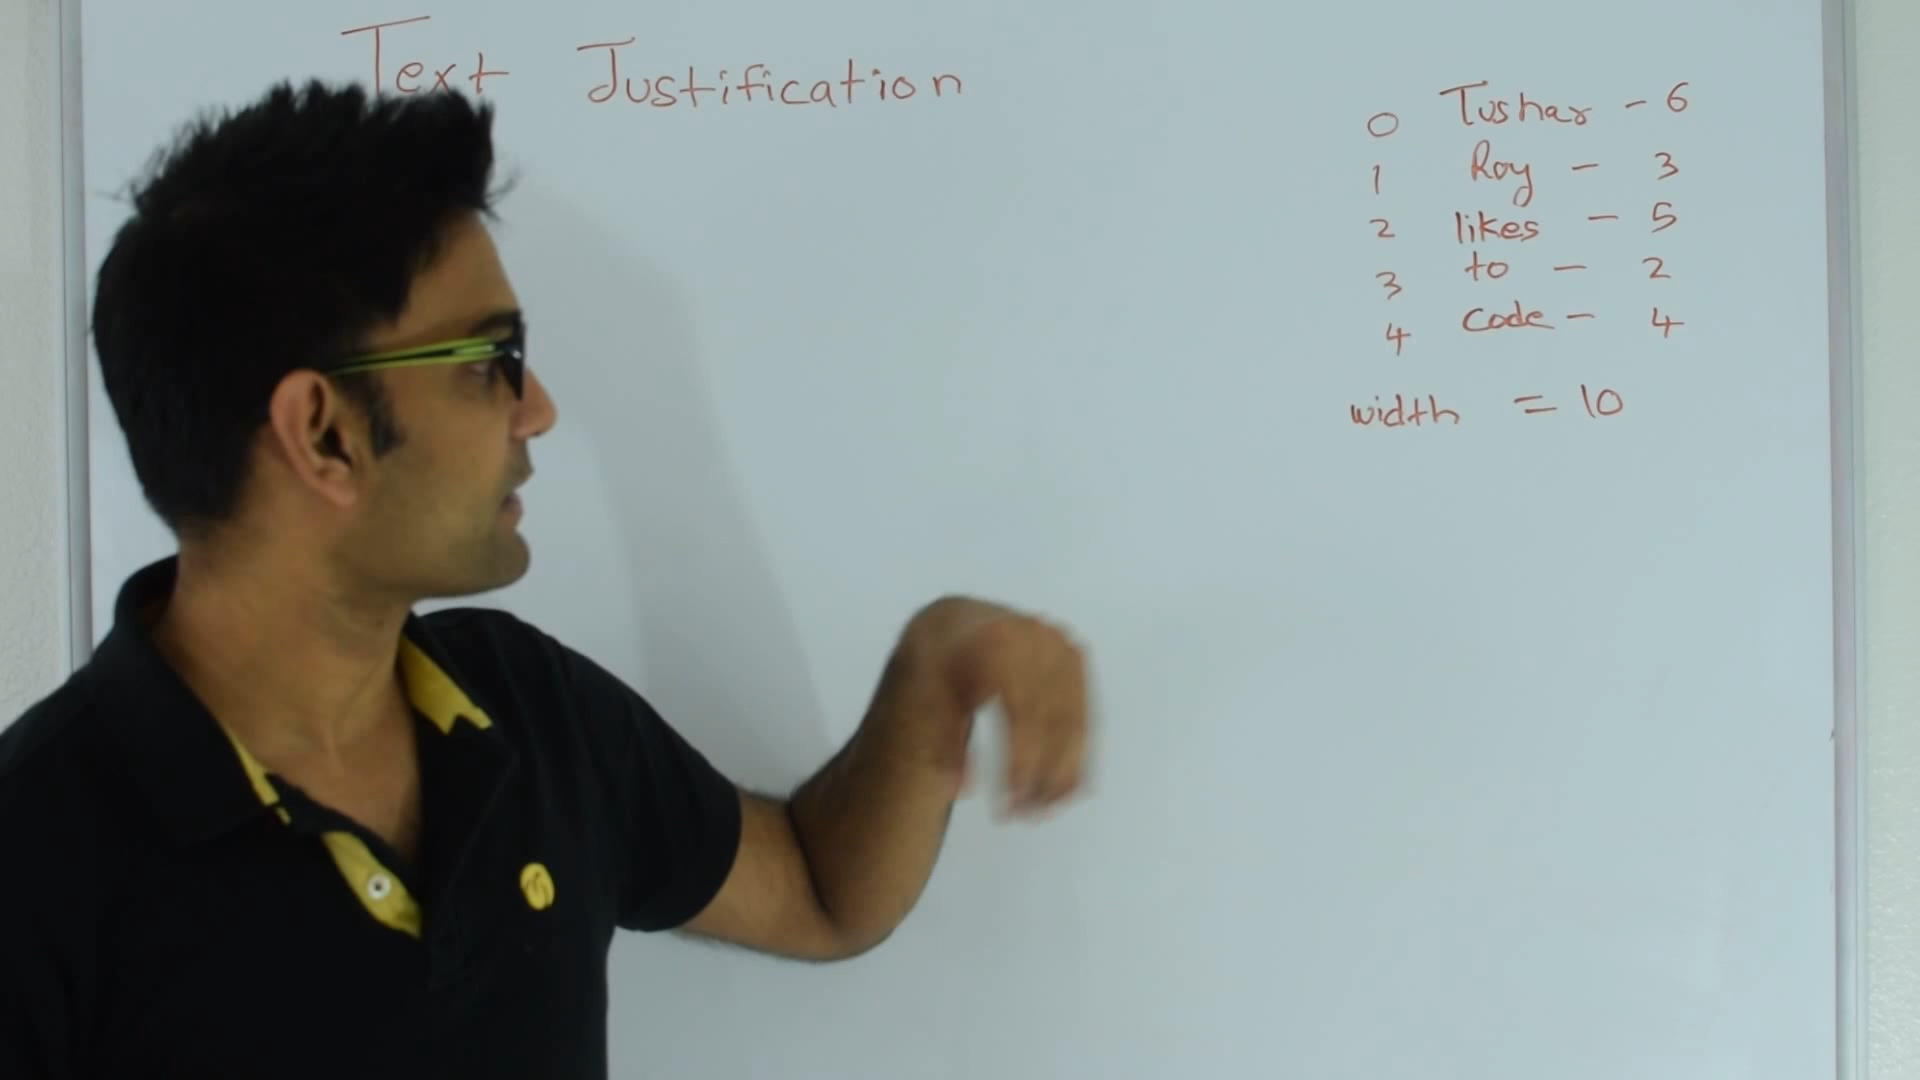 Text Justification
0 Tushar - 6
1 Roy - 3
2 likes - 5
3 to - 2
4 Code - 4
width = 10